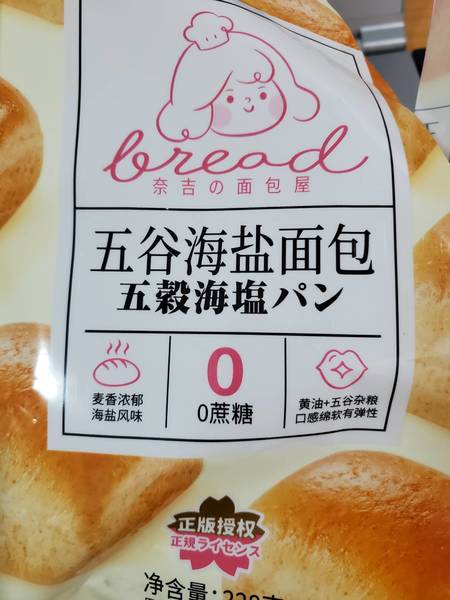 bread
奈吉の面包屋
五谷海盐面包
五穀海塩パン
麦香浓郁
海盐风味
0
0蔗糖
黄油+五谷杂粮
口感绵软有弹性
正版授权
正規ライセンス
净含量: